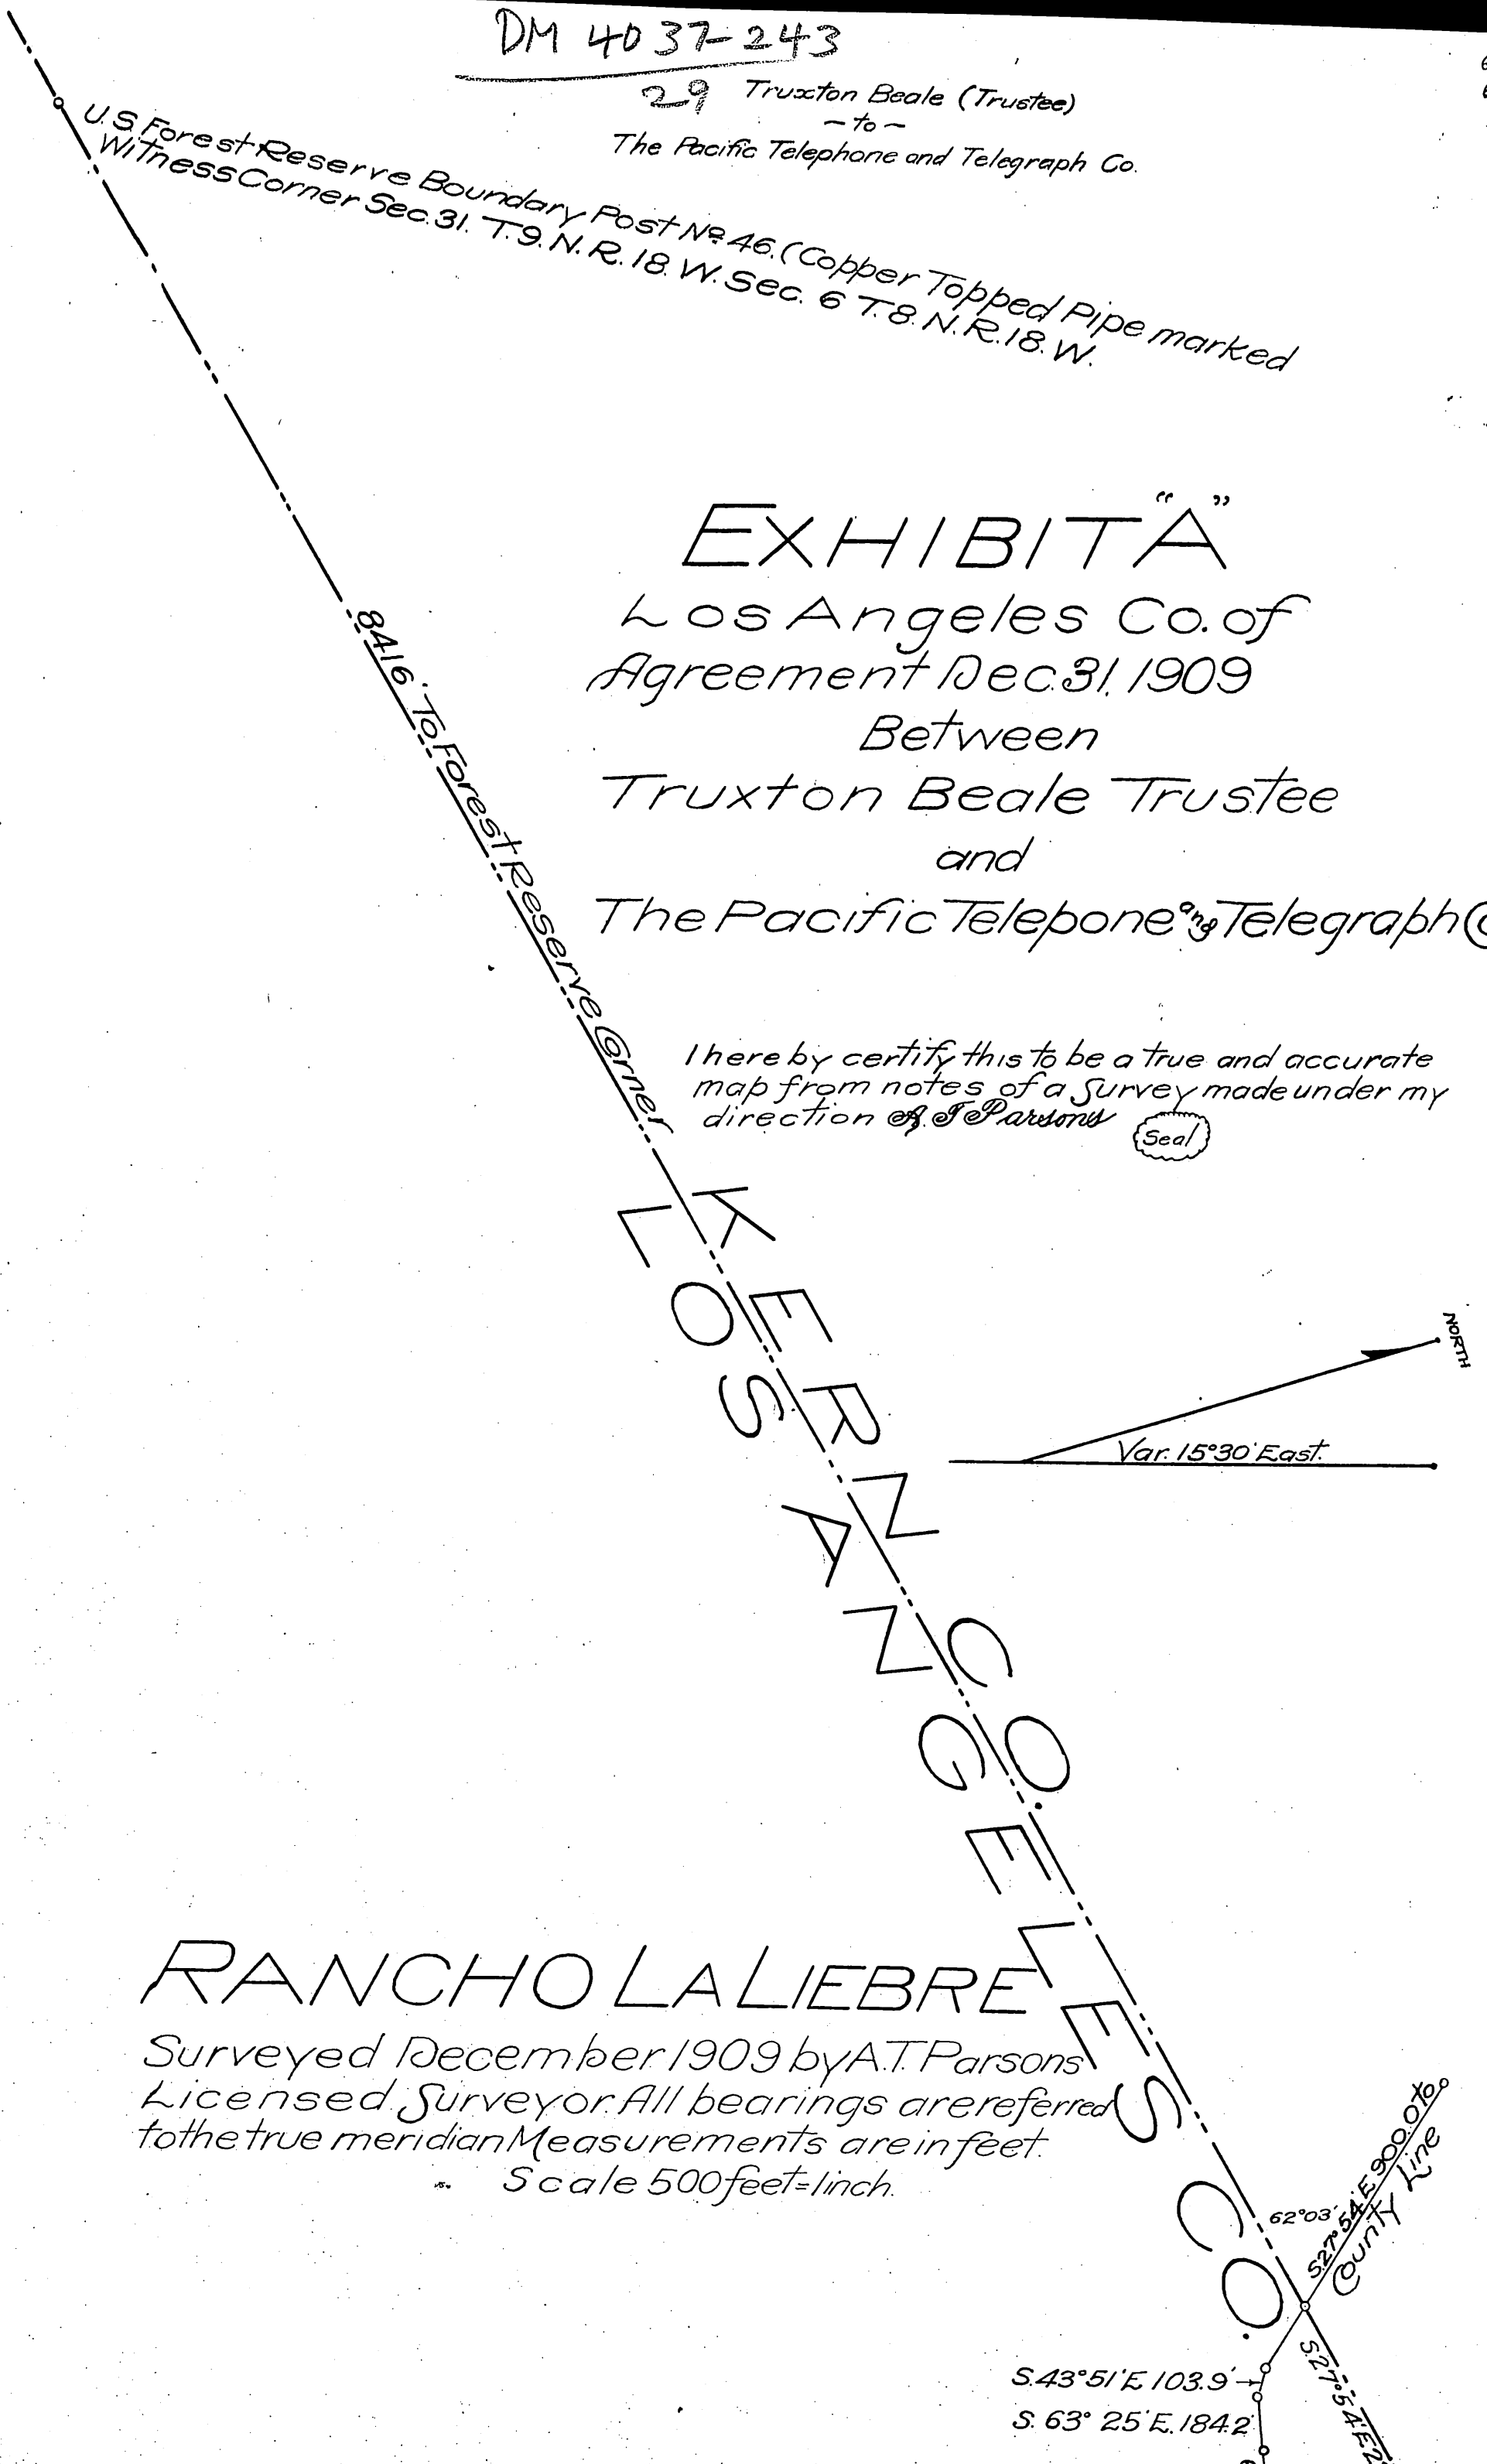 DM 4037-243
29 Truxton Beale (Trustee)
-to-
The Pacific Telephone and Telegraph Co.
U.S. Forest Reserve Boundary Post No 46. (Copper Topped Pipe marked
Witness Corner Sec. 31. T. 9. N. R. 18. W. Sec. 6 T. 8. N. R. 18. W.
EXHIBIT "A"
Los Angeles Co. of
Agreement Dec. 31, 1909
Between
Truxton Beale Trustee
and
The Pacific Telepone and Telegraph
8416' To Forest Reserve Corner
I hereby certify this to be a true and accurate
map from notes of a Survey made under my
direction A. T Parsons
Seal
KERN CO.
LOS ANGELES CO.
NORTH
Var. 15°30' East.
RANCHO LA LIEBRE
Surveyed December 1909 by A.T. Parsons
Licensed Surveyor. All bearings are referred
to the true meridian Measurements are in feet.
Scale 500 feet = 1 inch.
62°03'
S27°54'E 900.0 to
County Line
S.43°51'E. 103.9'
S. 63° 25'E. 184.2
S.27°54'E